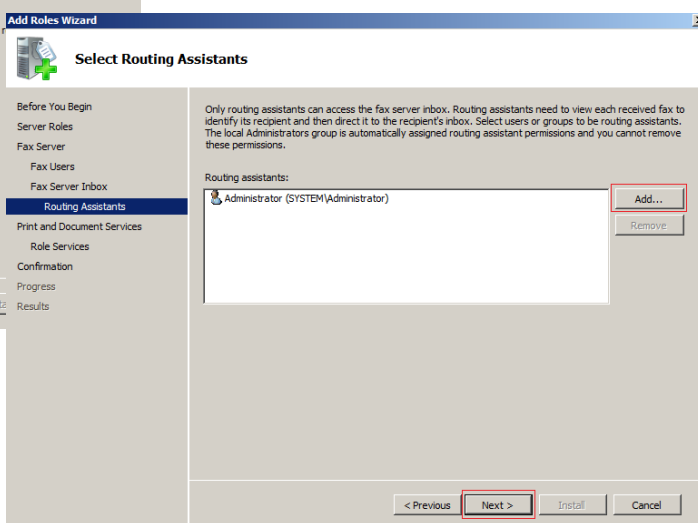 Add Roles Wizard
Select Routing Assistants
Before You Begin
Server Roles
Fax Server
Fax Users
Fax Server Inbox
Routing Assistants
Print and Document Services
Role Services
Confirmation
Progress
Results
Only routing assistants can access the fax server inbox. Routing assistants need to view each received fax to
identify its recipient and then direct it to the recipient's inbox. Select users or groups to be routing assistants.
The local Administrators group is automatically assigned routing assistant permissions and you cannot remove
these permissions.
Routing assistants:
Administrator (SYSTEM\Administrator)
Add...
Remove
< Previous
Next >
Install
Cancel